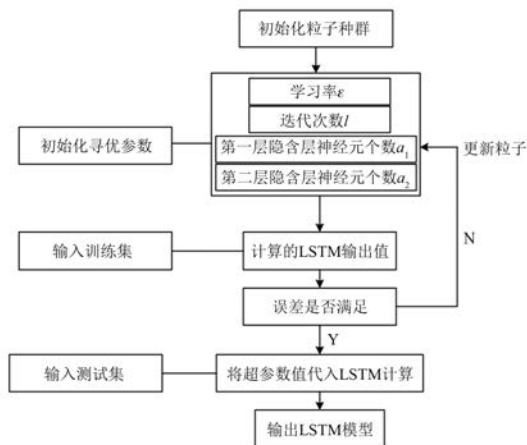 初始化粒子种群
学习率ε
迭代次数l
初始化寻优参数
第一层隐含层神经元个数a₁
更新粒子
第二层隐含层神经元个数a₂
N
输入训练集
计算的LSTM输出值
误差是否满足
Y
输入测试集
将超参数值代入LSTM计算
输出LSTM模型